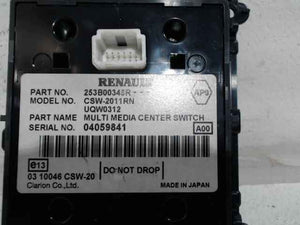 RENAULT
PART NO. 253B00348R
AP9
MODEL NO. CSW-2011RN
UQW0312
PART NAME MULTI MEDIA CENTER SWITCH
SERIAL NO. 04059841 A00
e13
03 10046 CSW-20 DO NOT DROP
Clarion Co., Ltd. MADE IN JAPAN